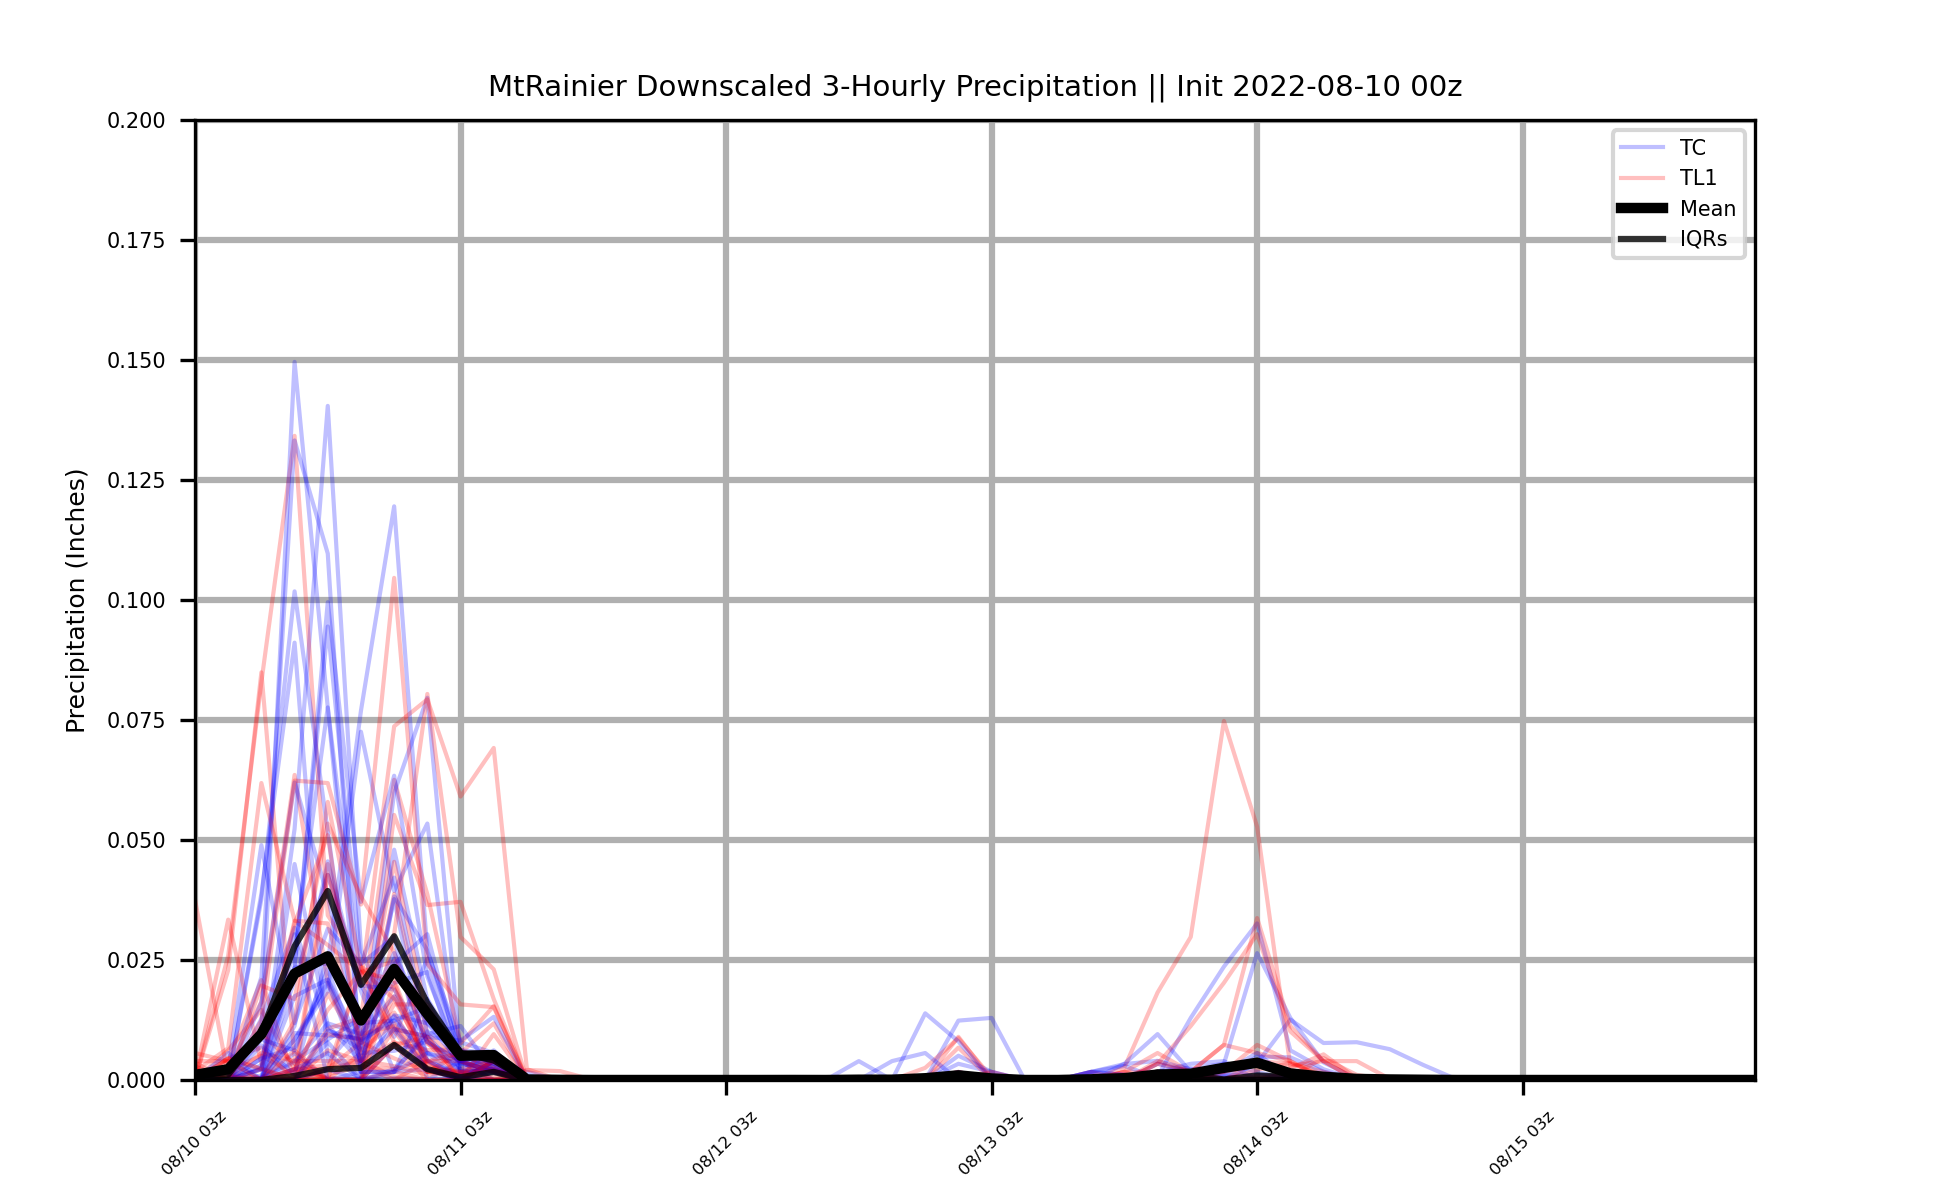 MtRainier Downscaled 3-Hourly Precipitation || Init 2022-08-10 00z
TC
TL1
Mean
IQRs
Precipitation (Inches)
0.200
0.175
0.150
0.125
0.100
0.075
0.050
0.025
0.000
08/10 03z
08/11 03z
08/12 03z
08/13 03z
08/14 03z
08/15 03z